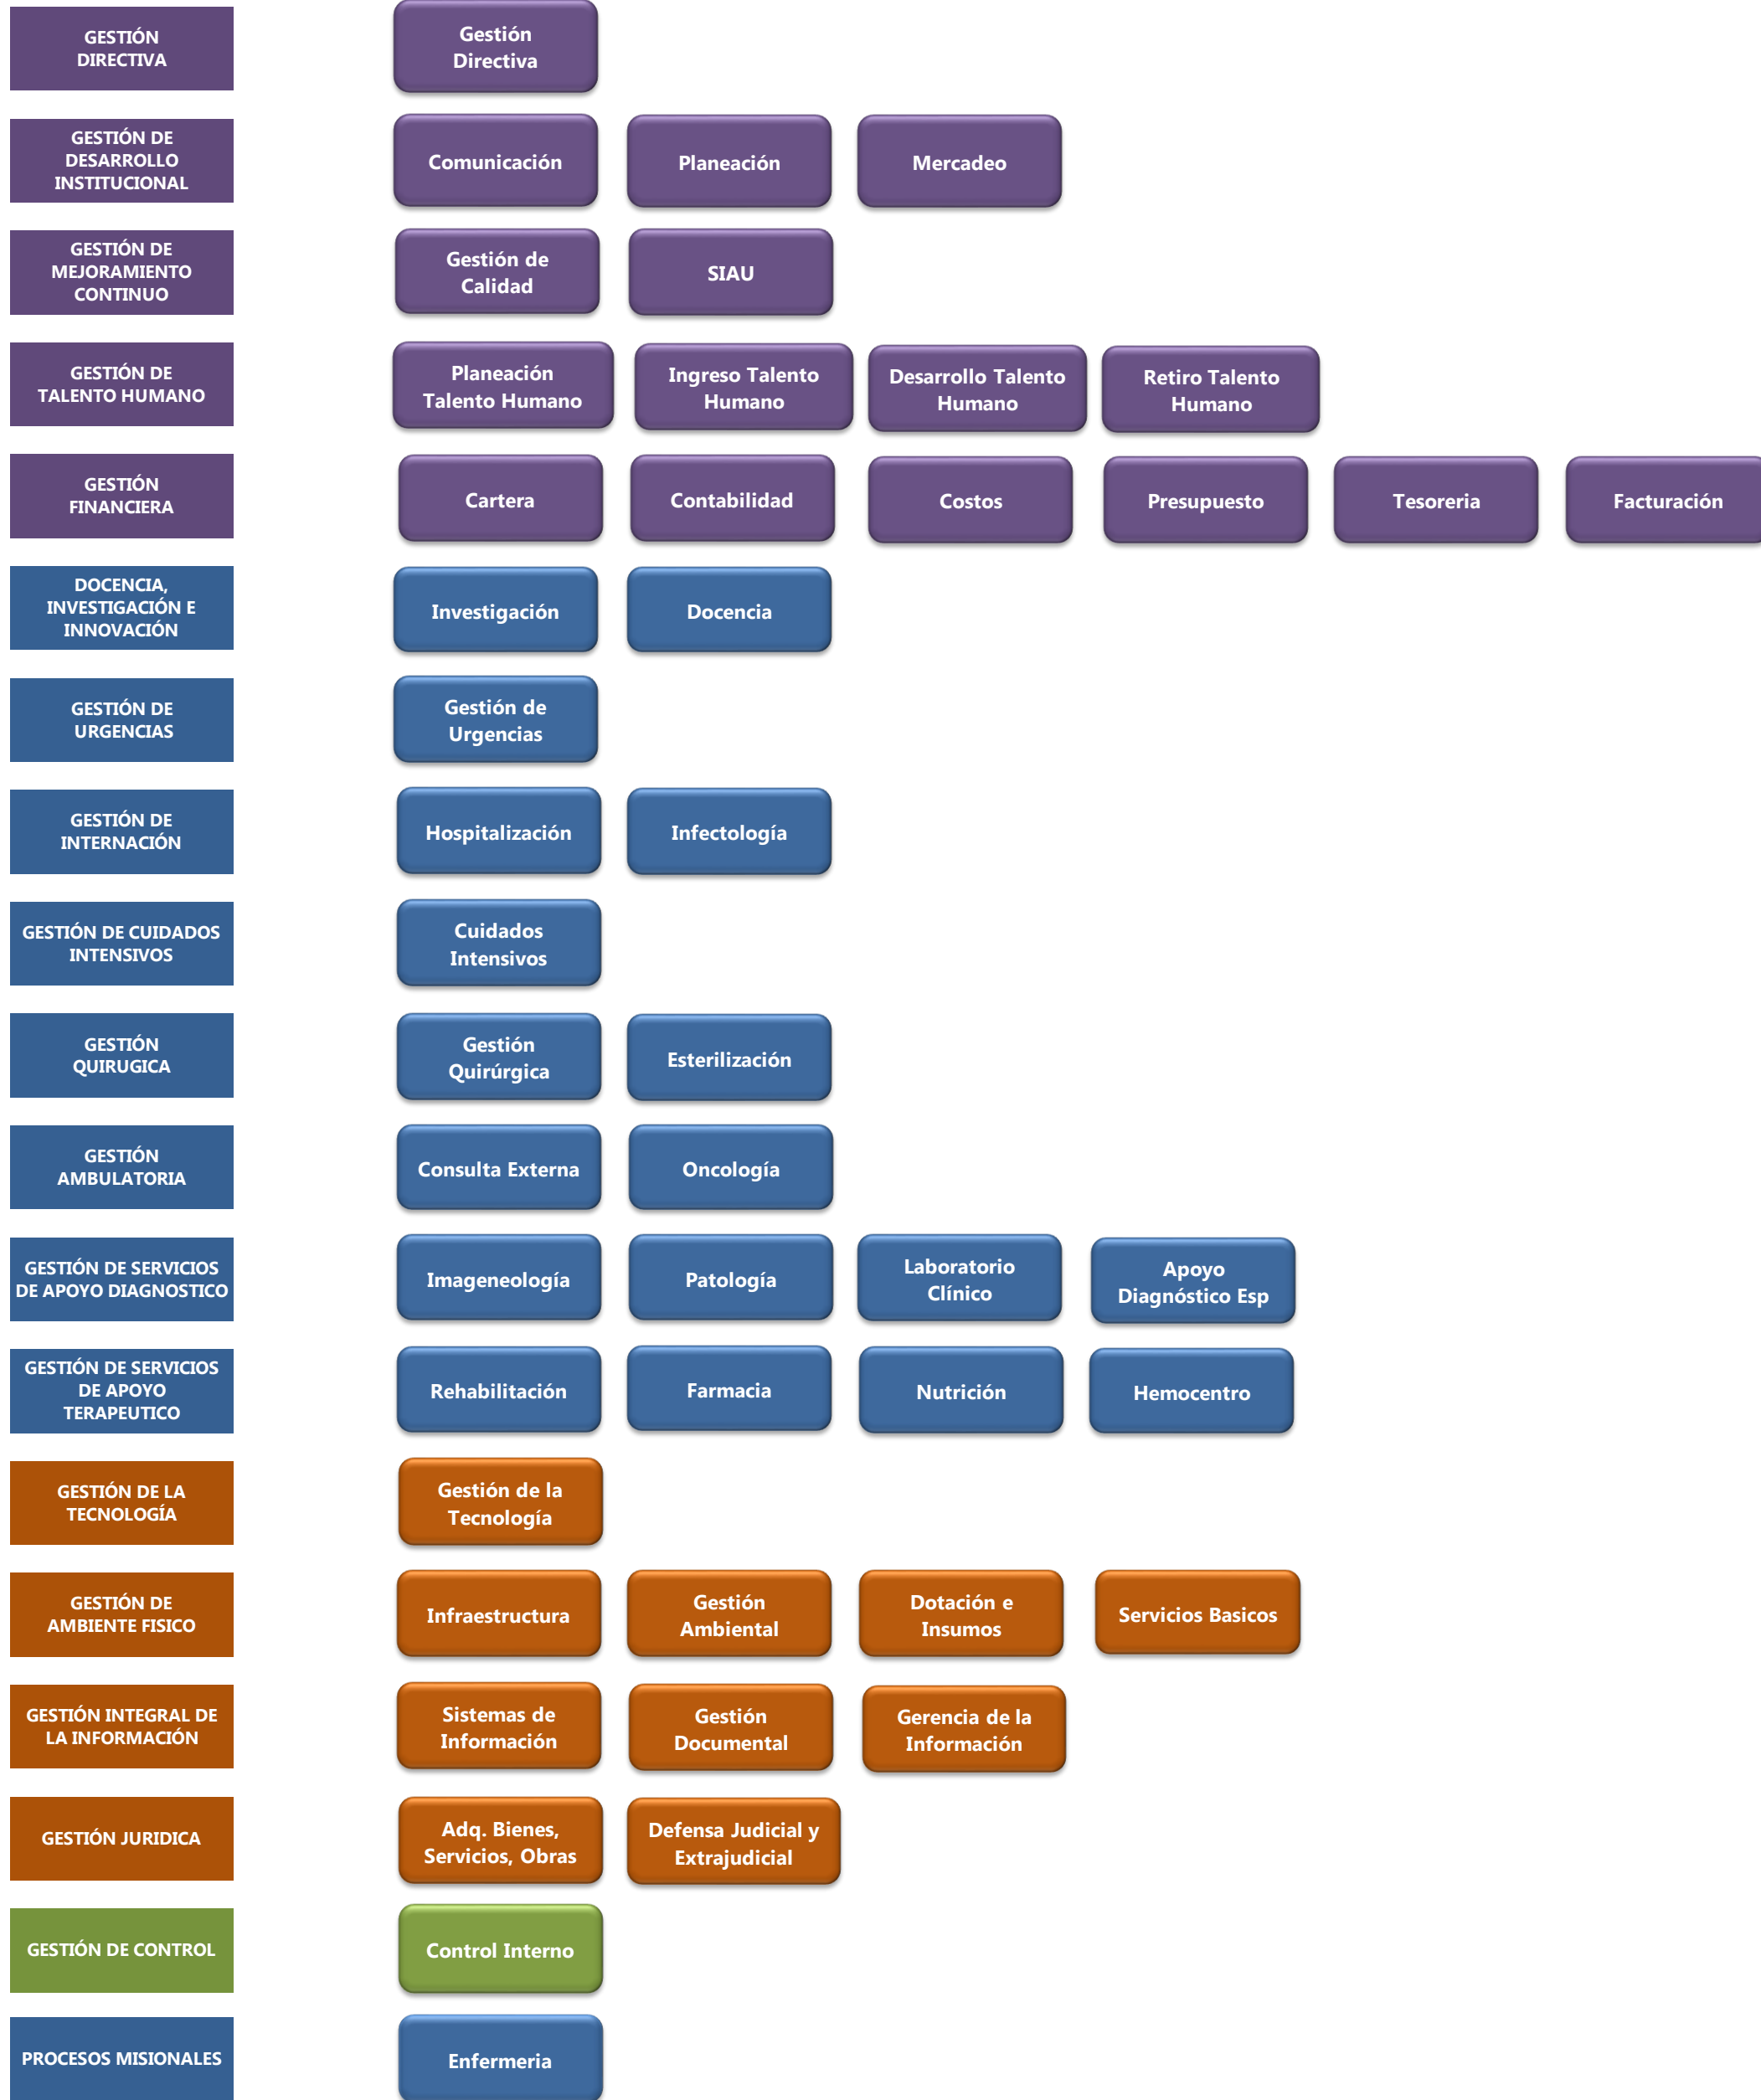 GESTIÓN
DIRECTIVA
Gestión
Directiva
GESTIÓN DE
DESARROLLO
INSTITUCIONAL
Comunicación
Planeación
Mercadeo
GESTIÓN DE
MEJORAMIENTO
CONTINUO
Gestión de
Calidad
SIAU
GESTIÓN DE
TALENTO HUMANO
Planeación
Talento Humano
Ingreso Talento
Humano
Desarrollo Talento
Humano
Retiro Talento
Humano
GESTIÓN
FINANCIERA
Cartera
Contabilidad
Costos
Presupuesto
Tesoreria
Facturación
DOCENCIA,
INVESTIGACIÓN E
INNOVACIÓN
Investigación
Docencia
GESTIÓN DE
URGENCIAS
Gestión de
Urgencias
GESTIÓN DE
INTERNACIÓN
Hospitalización
Infectología
GESTIÓN DE CUIDADOS
INTENSIVOS
Cuidados
Intensivos
GESTIÓN
QUIRUGICA
Gestión
Quirúrgica
Esterilización
GESTIÓN
AMBULATORIA
Consulta Externa
Oncología
GESTIÓN DE SERVICIOS
DE APOYO DIAGNOSTICO
Imageneología
Patología
Laboratorio
Clínico
Apoyo
Diagnóstico Esp
GESTIÓN DE SERVICIOS
DE APOYO
TERAPEUTICO
Rehabilitación
Farmacia
Nutrición
Hemocentro
GESTIÓN DE LA
TECNOLOGÍA
Gestión de la
Tecnología
GESTIÓN DE
AMBIENTE FISICO
Infraestructura
Gestión
Ambiental
Dotación e
Insumos
Servicios Basicos
GESTIÓN INTEGRAL DE
LA INFORMACIÓN
Sistemas de
Información
Gestión
Documental
Gerencia de la
Información
GESTIÓN JURIDICA
Adq. Bienes,
Servicios, Obras
Defensa Judicial y
Extrajudicial
GESTIÓN DE CONTROL
Control Interno
PROCESOS MISIONALES
Enfermeria